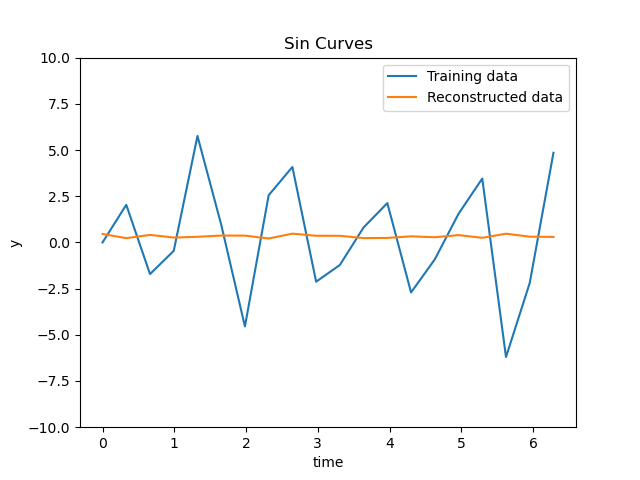 Sin Curves
Training data
Reconstructed data
10.0
7.5
5.0
2.5
0.0
−2.5
−5.0
−7.5
−10.0
y
0 1 2 3 4 5 6
time